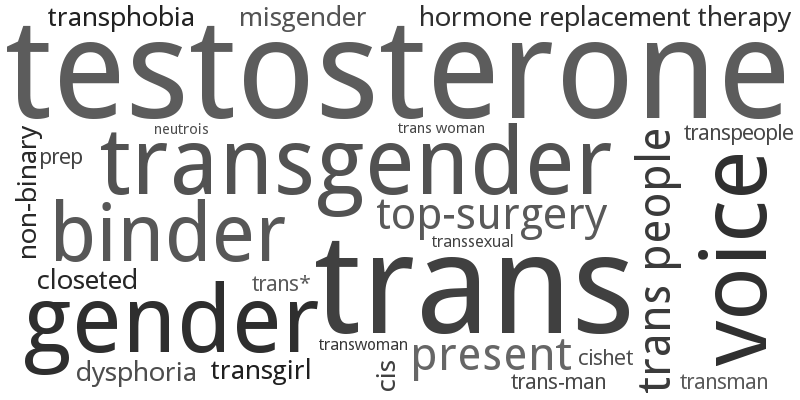 transphobia
misgender
hormone replacement therapy
testosterone
neutrois
trans woman
transpeople
non-binary
prep
transgender
trans people
voice
binder
top-surgery
transsexual
trans
closeted
trans*
gender
transwoman
present
cishet
dysphoria
transgirl
cis
trans-man
transman